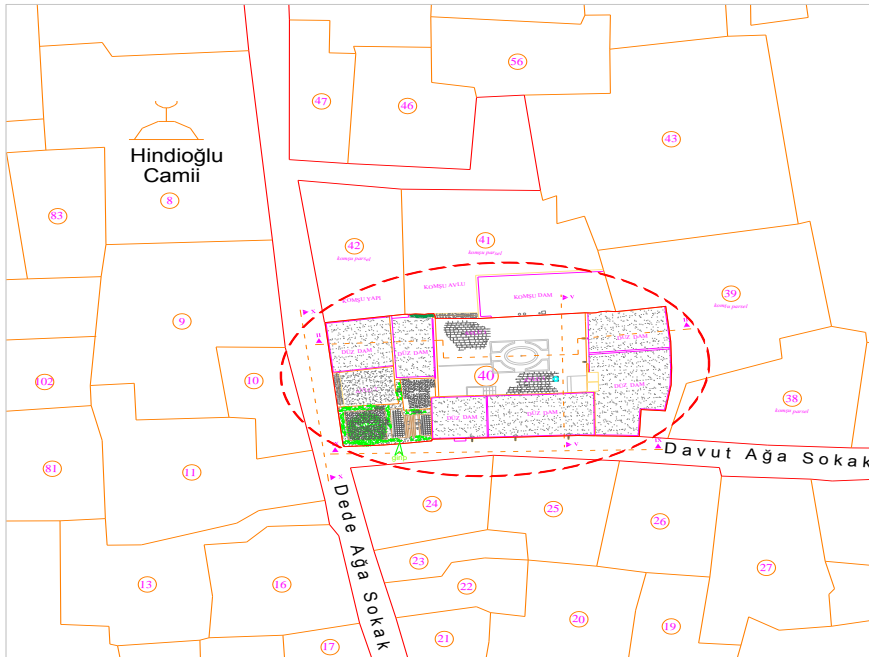 56
47
46
43
Hindioğlu
Camii
8
83
42
komşu parsel
41
komşu parsel
39
komşu parsel
KOMŞU YAPI
KOMŞU AVLU
KOMŞU DAM
9
X
V
DÜZ DAM
DÜZ DAM
DÜZ DAM
102
10
40
DÜZ DAM
DÜZ DAM
DÜZ DAM
38
komşu parsel
V
Davut Ağa Sokak
81
11
X
Dede Ağa Sokak
24
25
26
23
22
27
13
16
20
19
17
21